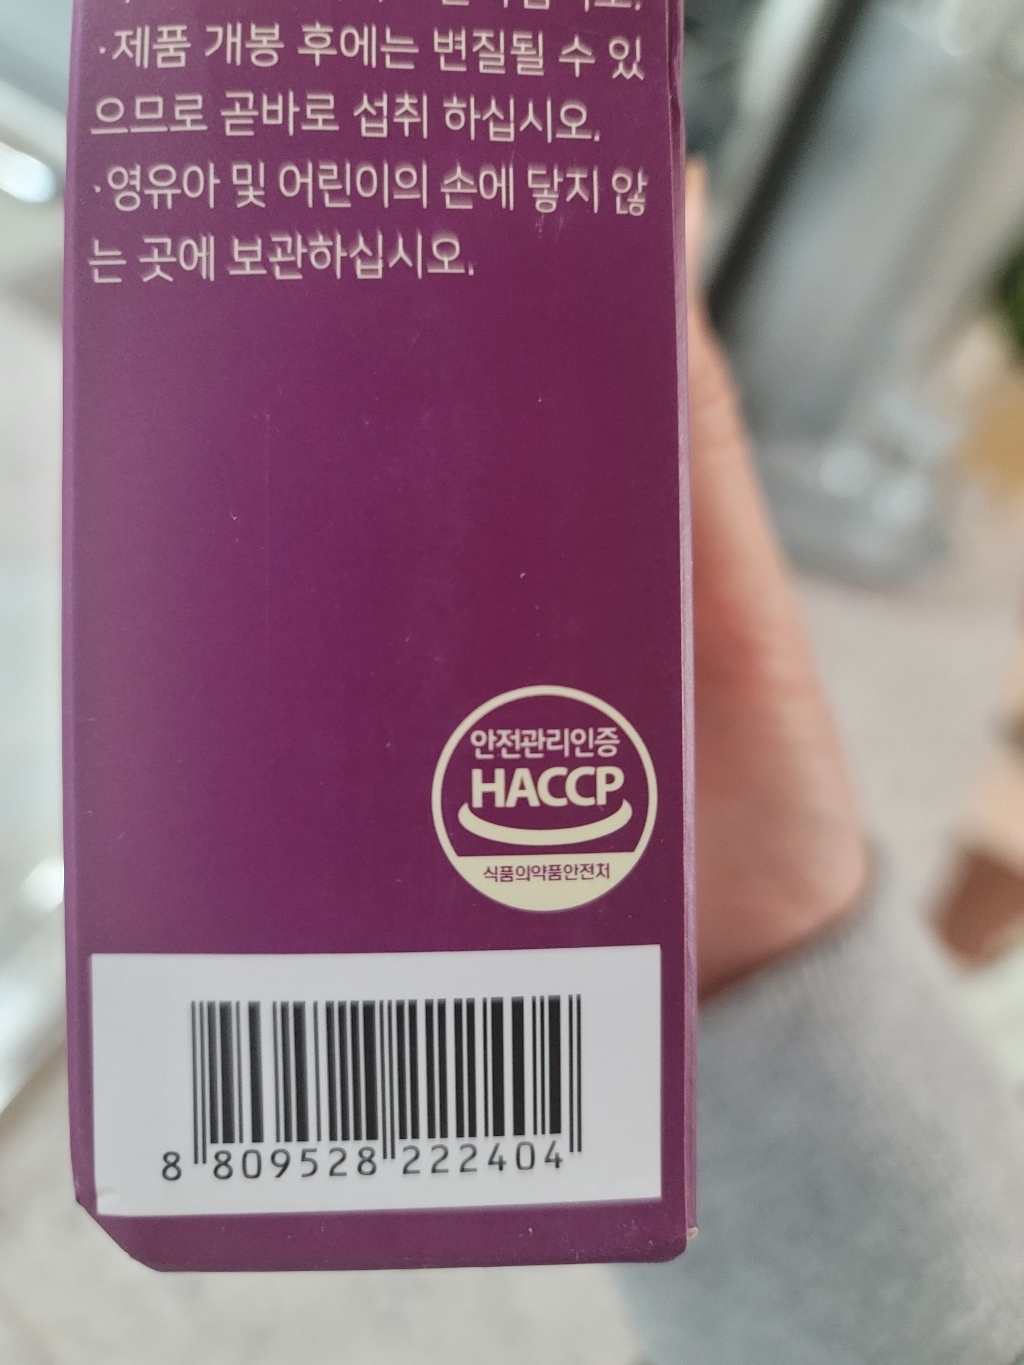 ·제품 개봉 후에는 변질될 수 있
으므로 곧바로 섭취 하십시오.
·영유아 및 어린이의 손에 닿지 않
는 곳에 보관하십시오.
안전관리인증
HACCP
식품의약품안전처
8 809528 222404